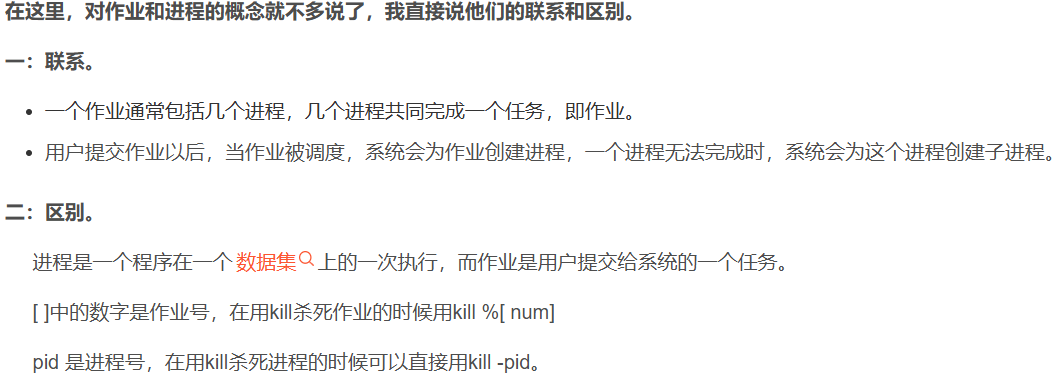 在这里，对作业和进程的概念就不多说了，我直接说他们的联系和区别。
一：联系。
• 一个作业通常包括几个进程，几个进程共同完成一个任务，即作业。
• 用户提交作业以后，当作业被调度，系统会为作业创建进程，一个进程无法完成时，系统会为这个进程创建子进程。
二：区别。
进程是一个程序在一个 数据集 上的一次执行，而作业是用户提交给系统的一个任务。
[ ]中的数字是作业号，在用kill杀死作业的时候用kill %[ num]
pid 是进程号，在用kill杀死进程的时候可以直接用kill -pid。